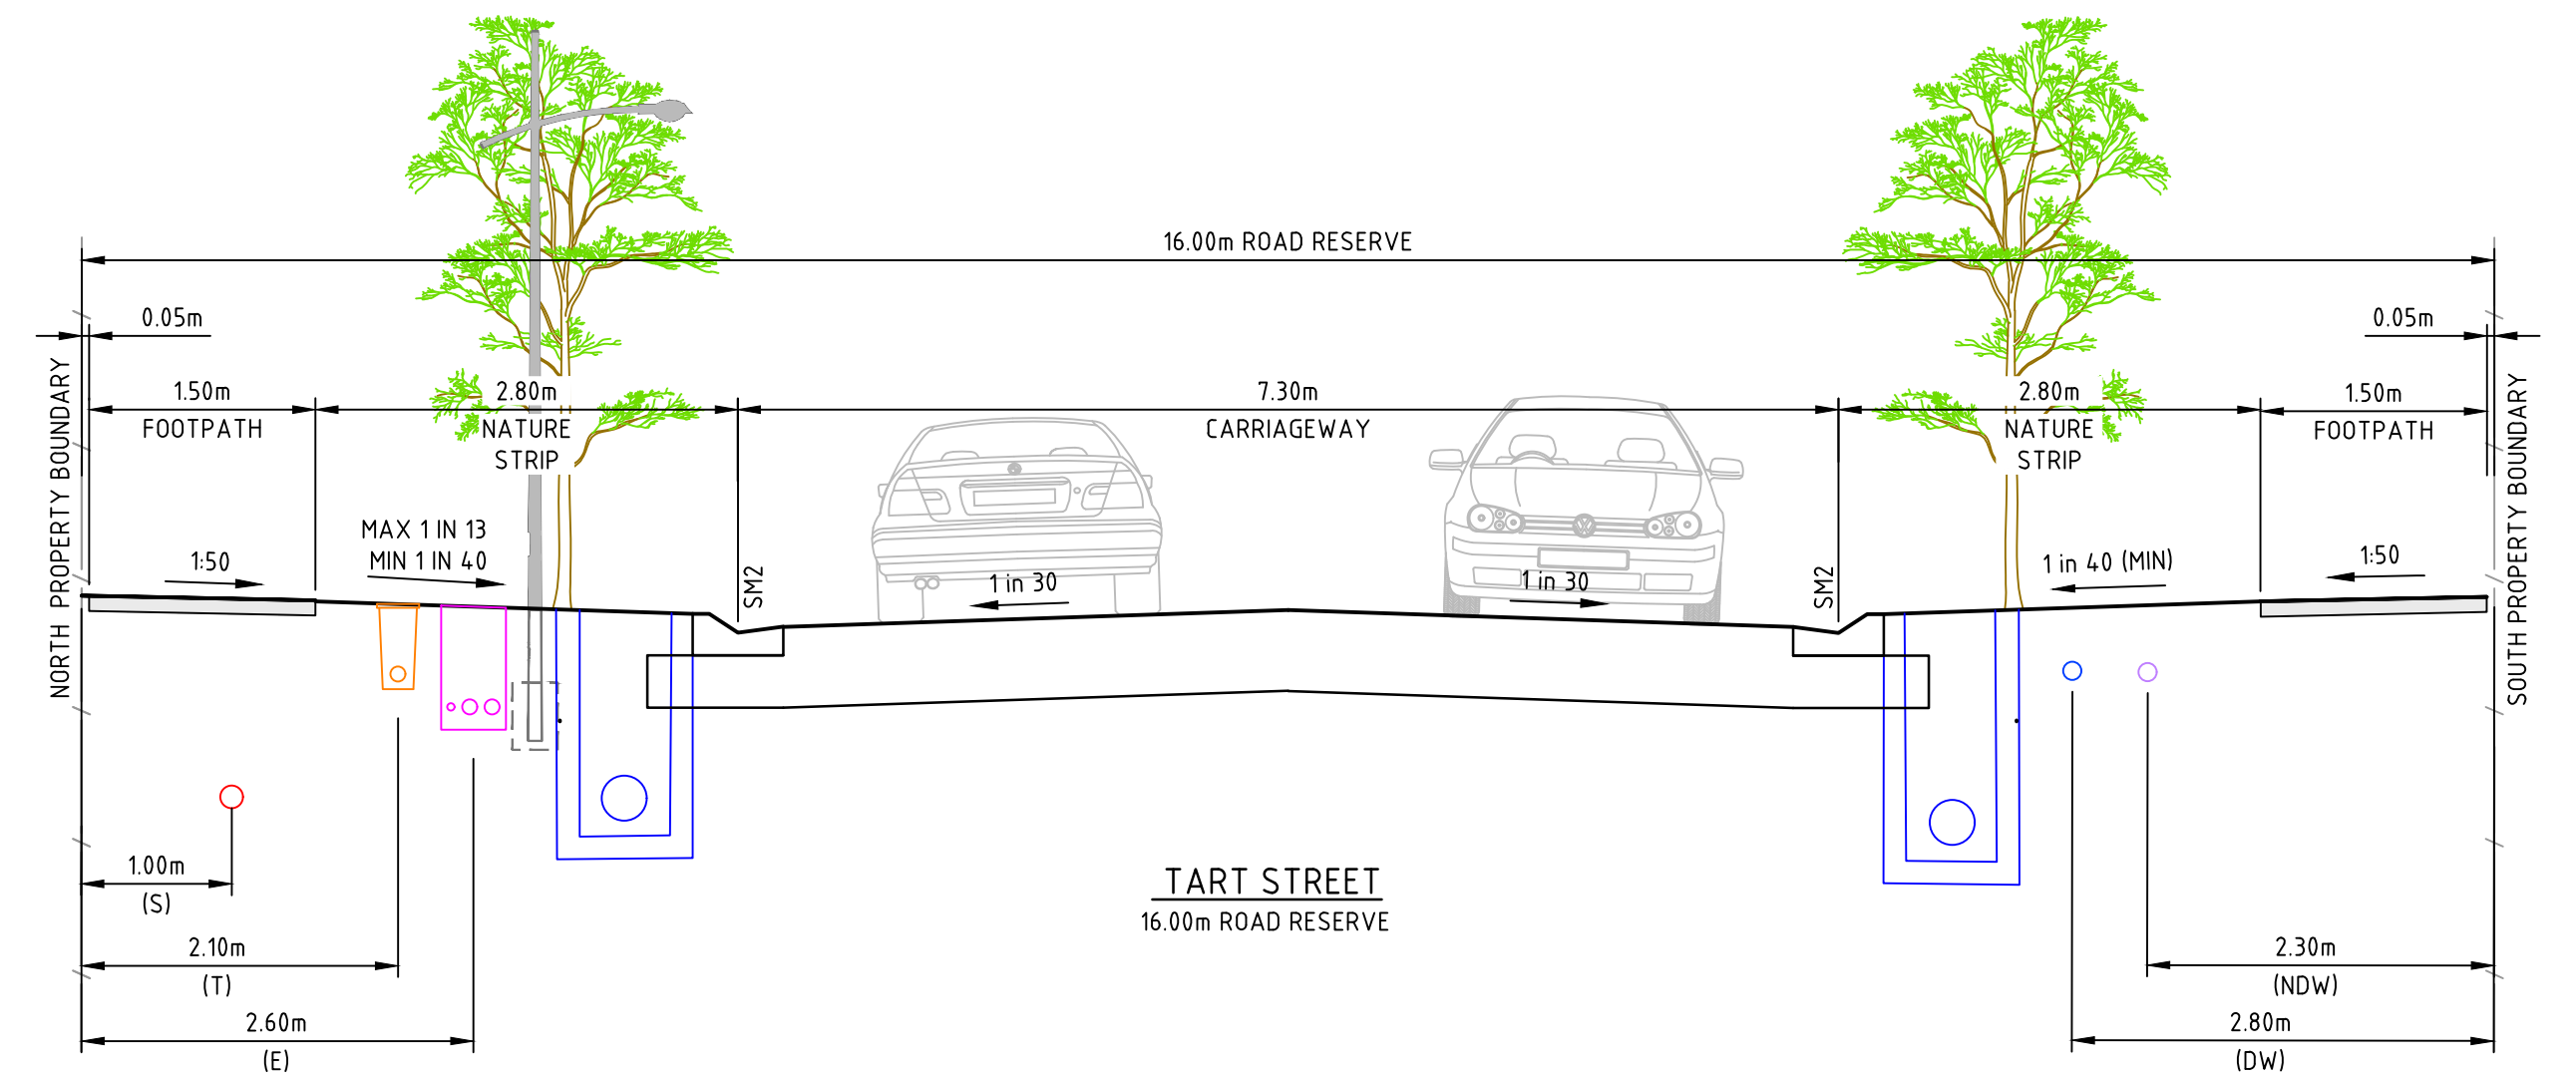 16.00m ROAD RESERVE
0.05m
0.05m
1.50m
FOOTPATH
2.80m
NATURE
STRIP
7.30m
CARRIAGEWAY
2.80m
NATURE
STRIP
1.50m
FOOTPATH
NORTH PROPERTY BOUNDARY
SOUTH PROPERTY BOUNDARY
1:50
MAX 1 IN 13
MIN 1 IN 40
SM2
1 in 30
1 in 30
SM2
1 in 40 (MIN)
1:50
1.00m
(S)
2.10m
(T)
2.60m
(E)
TART STREET
16.00m ROAD RESERVE
2.30m
(NDW)
2.80m
(DW)